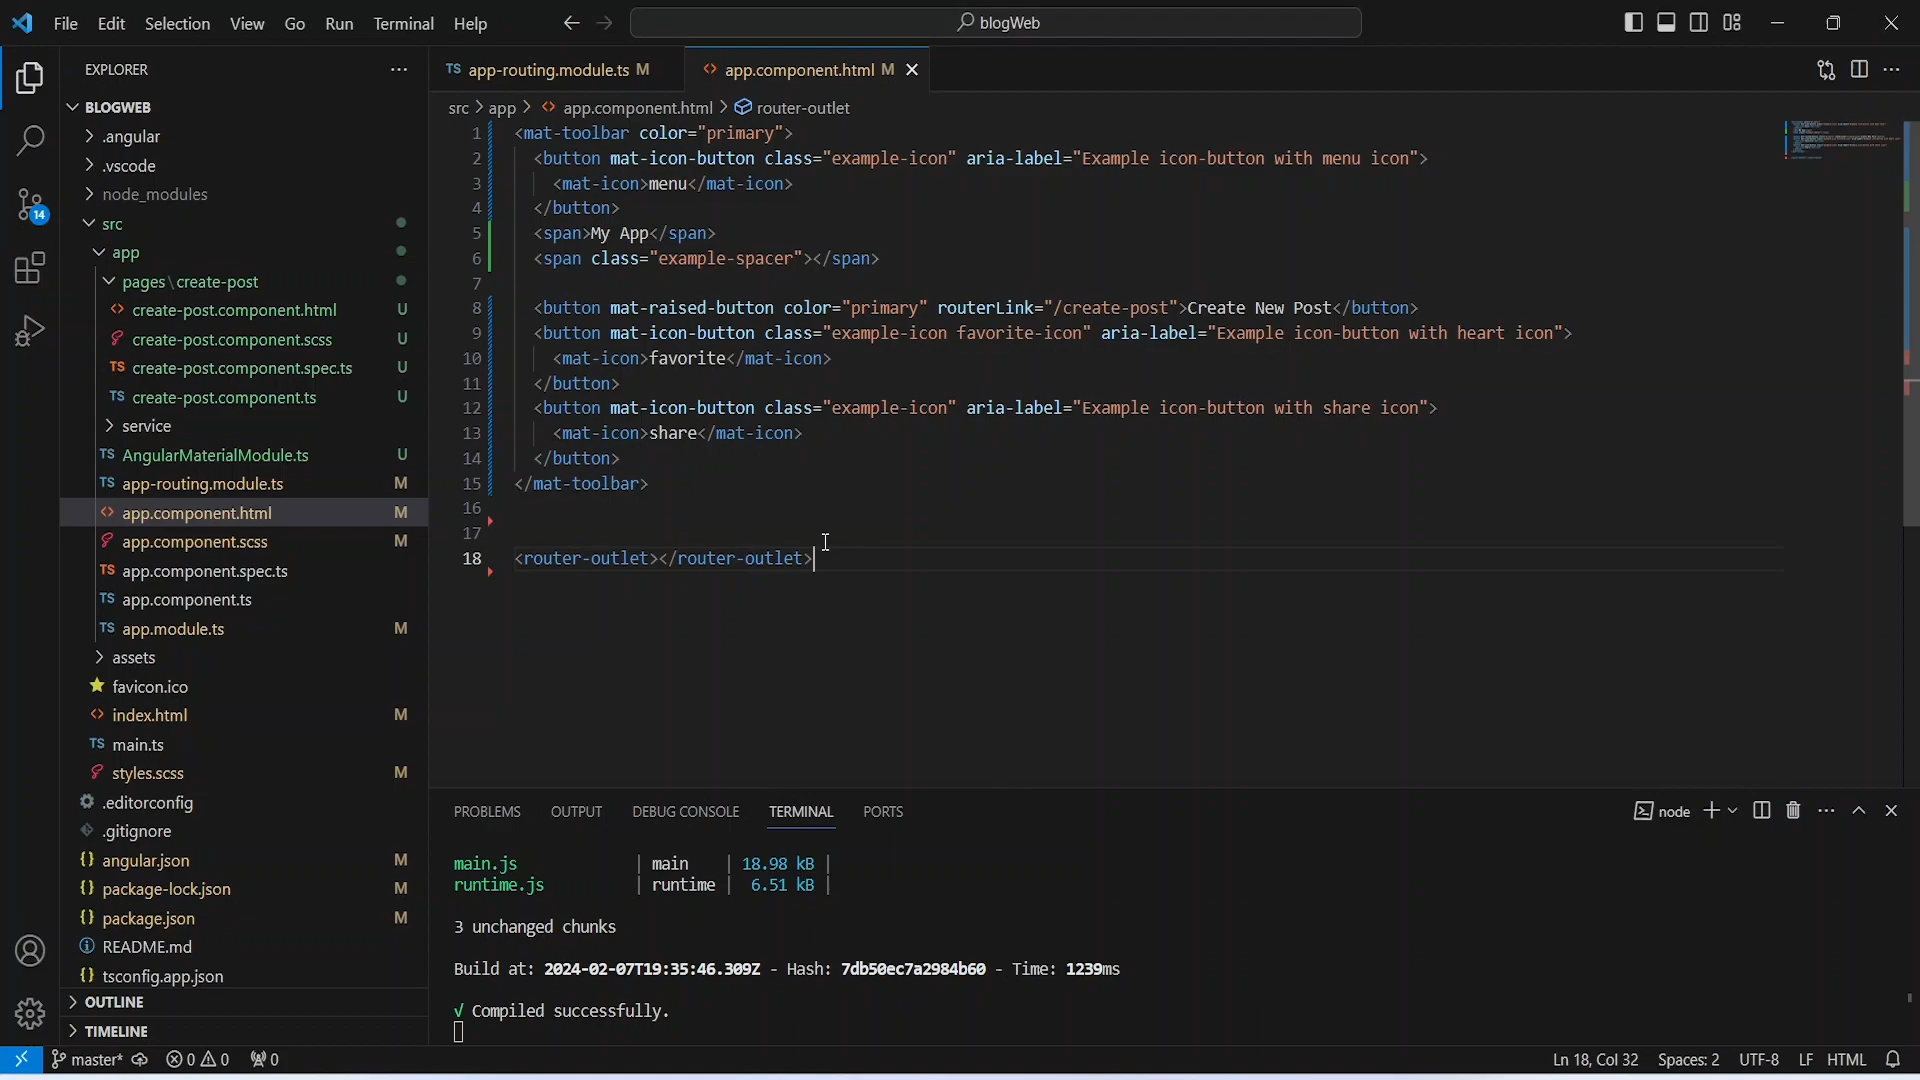 File Edit Selection View Go Run Terminal Help
blogWeb
EXPLORER
BLOGWEB
.angular
.vscode
node_modules
src
app
pages\create-post
create-post.component.html U
create-post.component.scss U
TS create-post.component.spec.ts U
TS create-post.component.ts U
service
TS AngularMaterialModule.ts U
TS app-routing.module.ts M
<> app.component.html M
app.component.scss M
TS app.component.spec.ts
TS app.component.ts
TS app.module.ts M
assets
favicon.ico
<> index.html M
TS main.ts
styles.scss M
.editorconfig
.gitignore
{} angular.json M
{} package-lock.json M
{} package.json M
README.md
{} tsconfig.app.json
OUTLINE
TIMELINE
14
TS app-routing.module.ts M
<> app.component.html M
src > app > <> app.component.html > router-outlet
1 <mat-toolbar color="primary">
2 <button mat-icon-button class="example-icon" aria-label="Example icon-button with menu icon">
3 <mat-icon>menu</mat-icon>
4 </button>
5 <span>My App</span>
6 <span class="example-spacer"></span>
7
8 <button mat-raised-button color="primary" routerLink="/create-post">Create New Post</button>
9 <button mat-icon-button class="example-icon favorite-icon" aria-label="Example icon-button with heart icon">
10 <mat-icon>favorite</mat-icon>
11 </button>
12 <button mat-icon-button class="example-icon" aria-label="Example icon-button with share icon">
13 <mat-icon>share</mat-icon>
14 </button>
15 </mat-toolbar>
16
17
18 <router-outlet></router-outlet>
PROBLEMS OUTPUT DEBUG CONSOLE TERMINAL PORTS
node
main.js | main | 18.98 kB |
runtime.js | runtime | 6.51 kB |
3 unchanged chunks
Build at: 2024-02-07T19:35:46.309Z - Hash: 7db50ec7a2984b60 - Time: 1239ms
√ Compiled successfully.
master* 0 0 0
Ln 18, Col 32 Spaces: 2 UTF-8 LF HTML